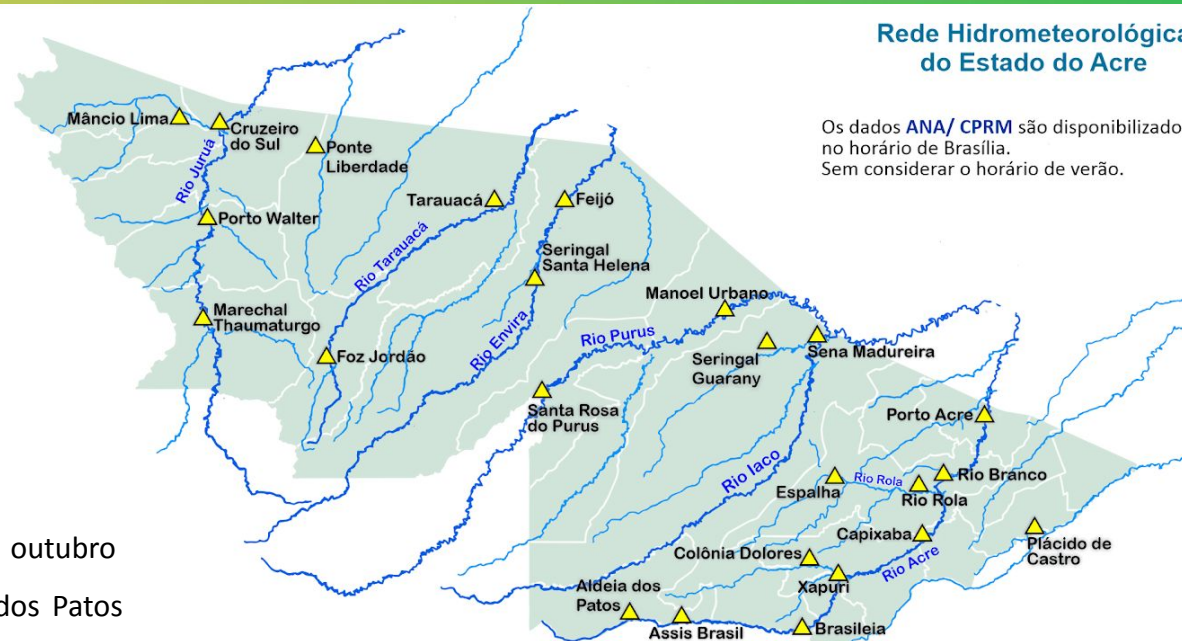 Rede Hidrometeorológica
do Estado do Acre
Os dados ANA/ CPRM são disponibilizado
no horário de Brasília.
Sem considerar o horário de verão.
Mâncio Lima
Cruzeiro
do Sul
Ponte
Liberdade
Rio Juruá
Porto Walter
Tarauacá
Feijó
Rio Tarauacá
Seringal
Santa Helena
Marechal
Thaumaturgo
Foz Jordão
Rio Envira
Manoel Urbano
Rio Purus
Seringal
Guarany
Sena Madureira
Santa Rosa
do Purus
Porto Acre
Rio Iaco
Espalha
Rio Rola
Rio Rola
Rio Branco
Capixaba
Plácido de
Castro
Colônia Dolores
Rio Acre
Xapuri
Aldeia dos
Patos
Assis Brasil
Brasileia
outubro
dos Patos